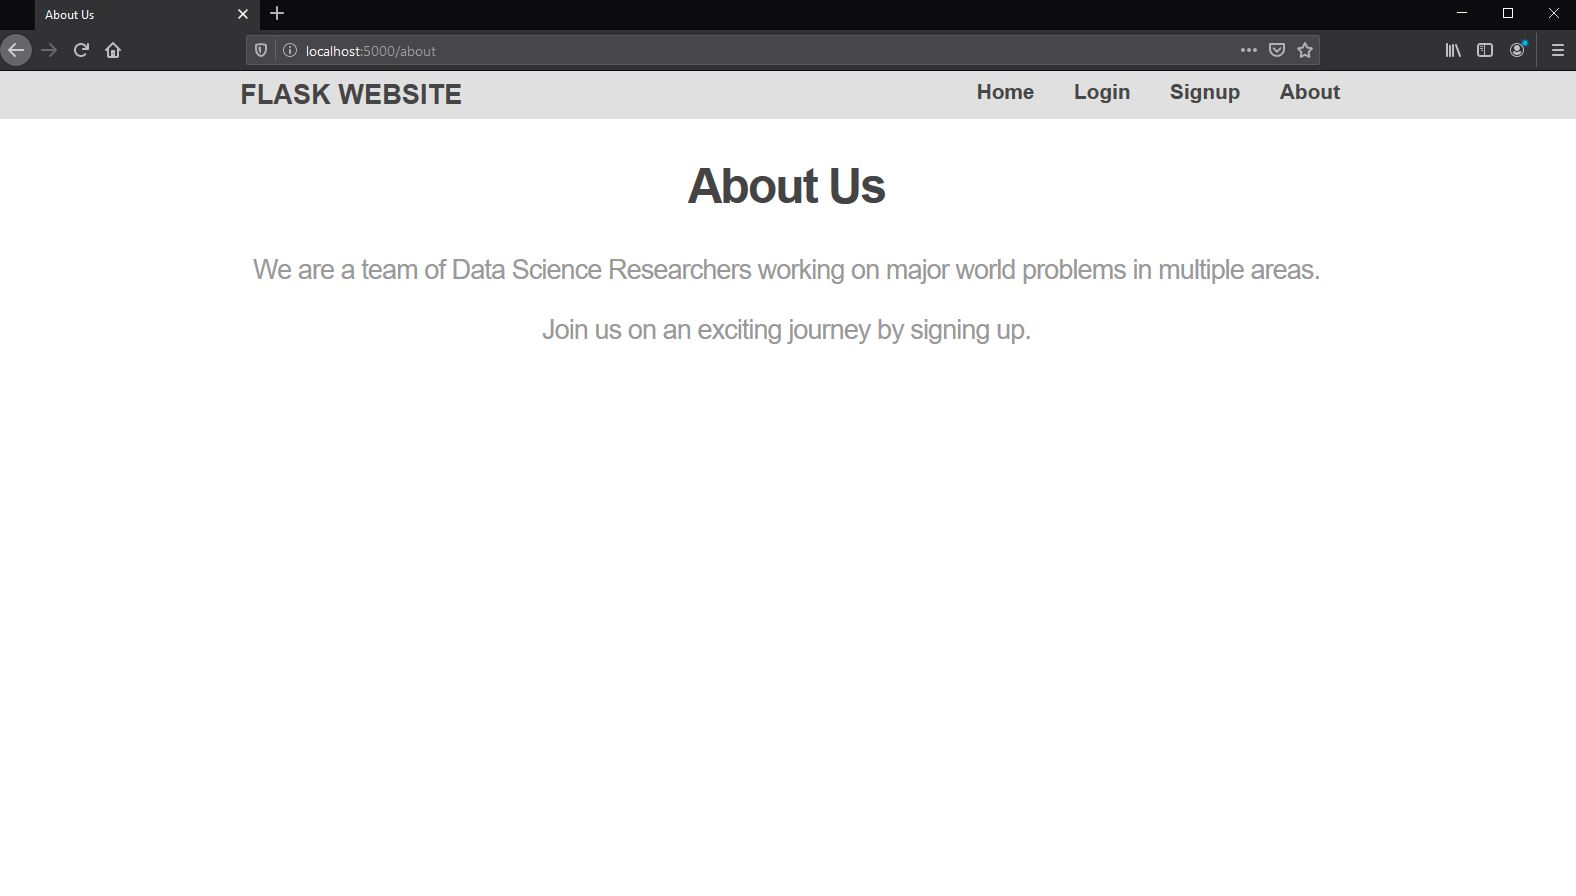 About Us
localhost:5000/about
FLASK WEBSITE Home Login Signup About
About Us
We are a team of Data Science Researchers working on major world problems in multiple areas.
Join us on an exciting journey by signing up.